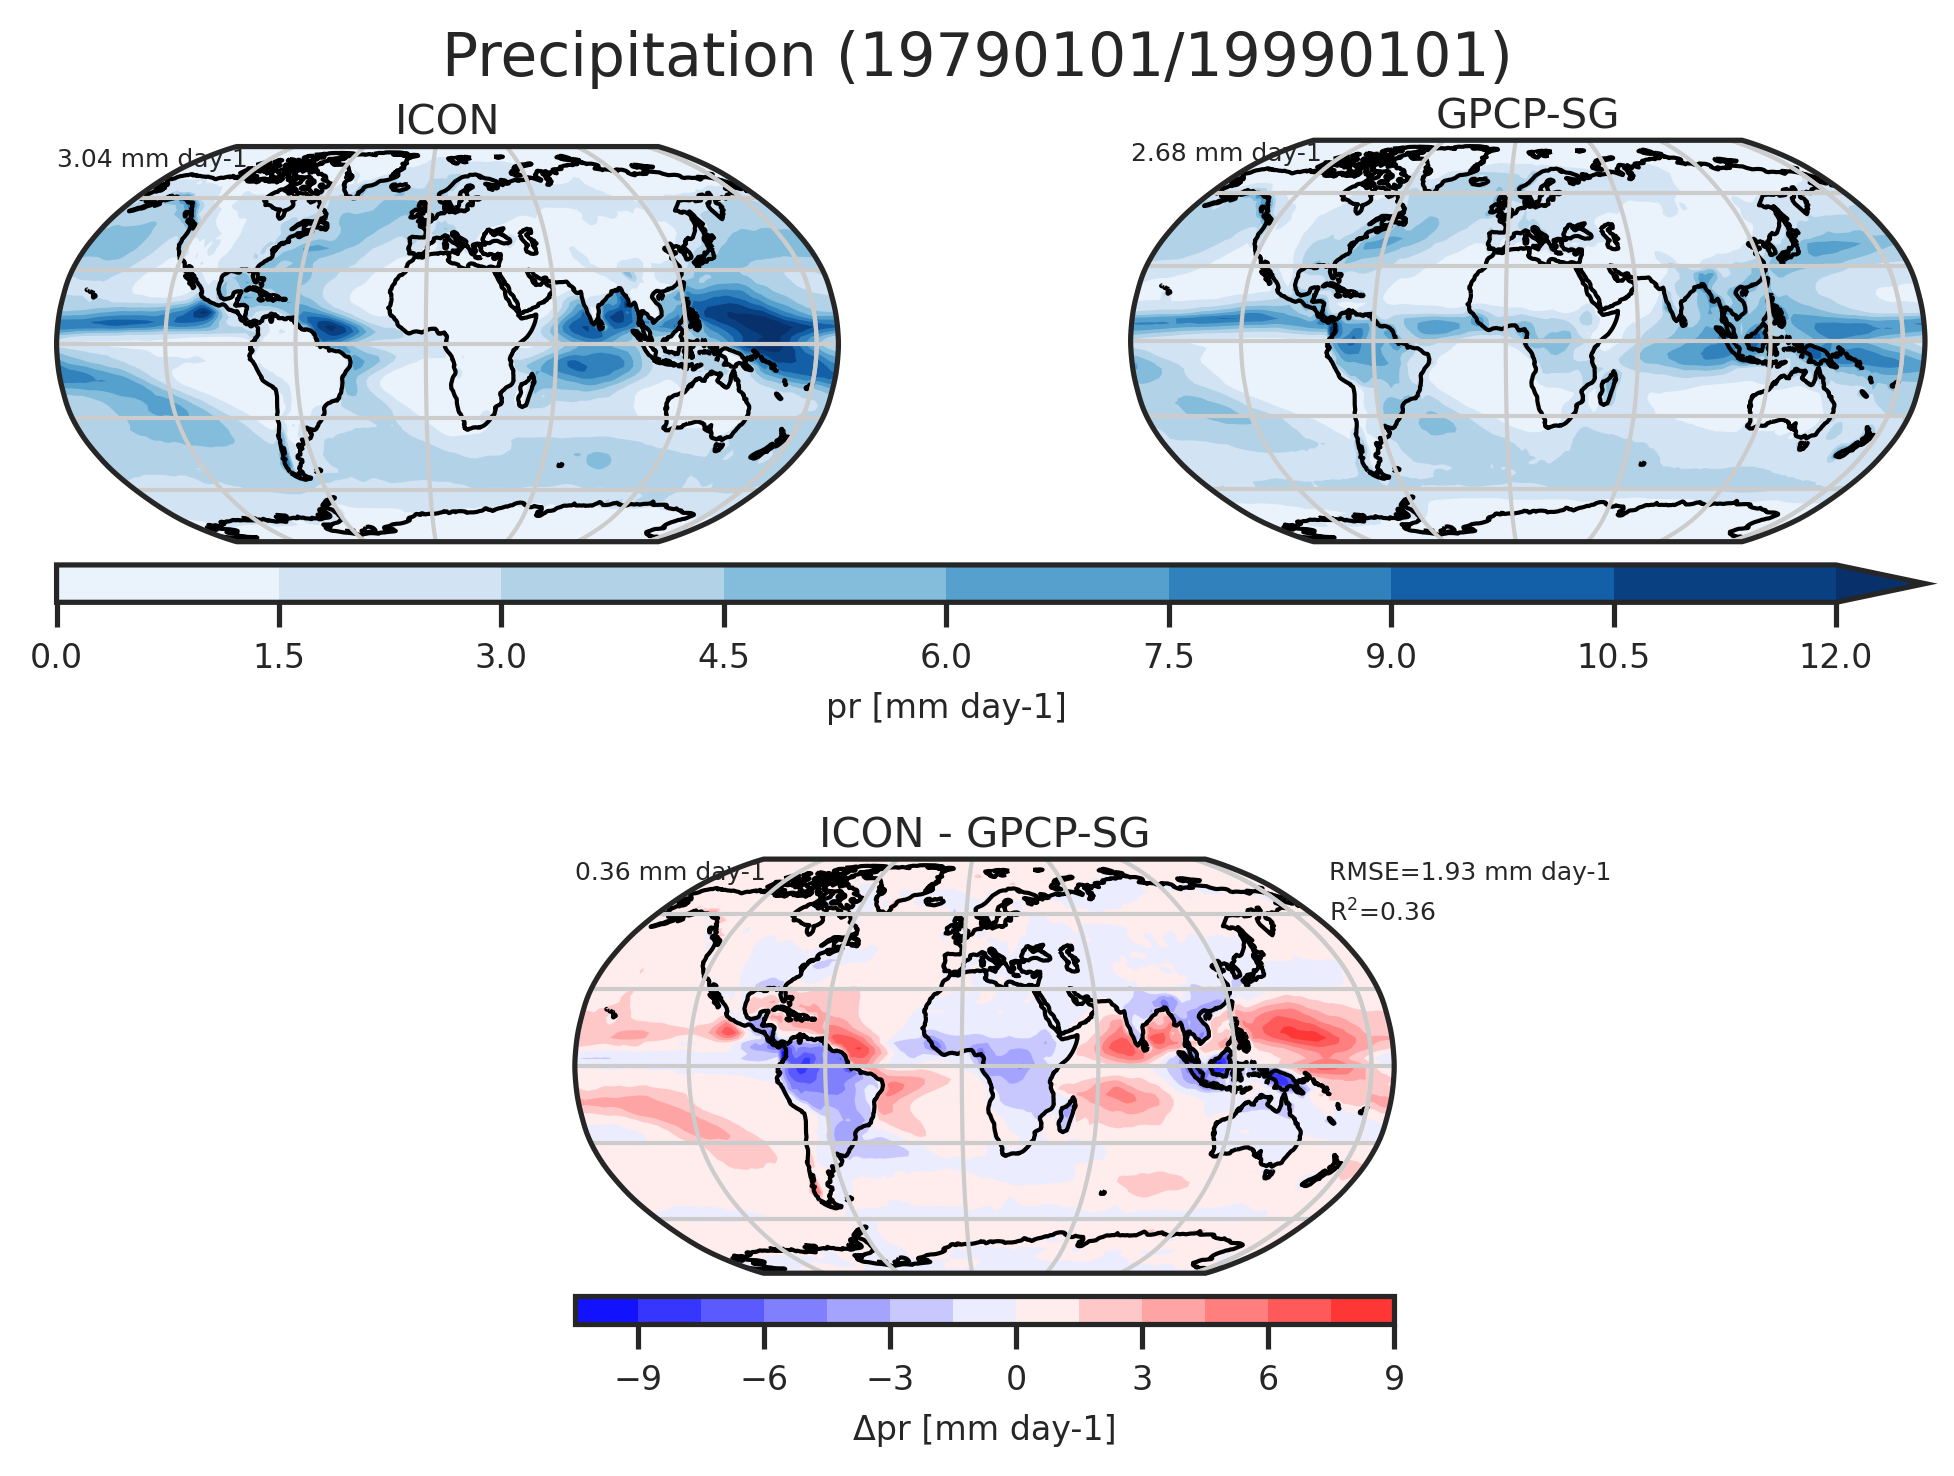 Precipitation (19790101/19990101)
ICON
GPCP-SG
3.04 mm day-1
2.68 mm day-1
0.0 1.5 3.0 4.5 6.0 7.5 9.0 10.5 12.0
pr [mm day-1]
ICON - GPCP-SG
0.36 mm day-1
RMSE=1.93 mm day-1
R²=0.36
−9 −6 −3 0 3 6 9
Δpr [mm day-1]